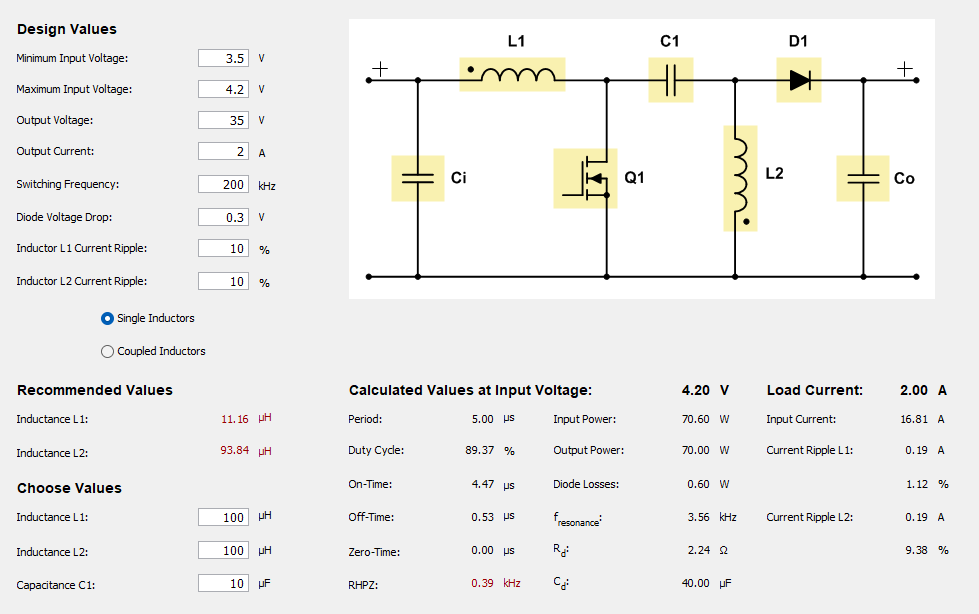 Design Values
Minimum Input Voltage: 3.5 V
Maximum Input Voltage: 4.2 V
Output Voltage: 35 V
Output Current: 2 A
Switching Frequency: 200 kHz
Diode Voltage Drop: 0.3 V
Inductor L1 Current Ripple: 10 %
Inductor L2 Current Ripple: 10 %
Single Inductors
Coupled Inductors
L1 C1 D1
+ +
Ci Q1 L2 Co
Recommended Values
Inductance L1: 11.16 µH
Inductance L2: 93.84 µH
Choose Values
Inductance L1: 100 µH
Inductance L2: 100 µH
Capacitance C1: 10 µF
Calculated Values at Input Voltage: 4.20 V Load Current: 2.00 A
Period: 5.00 µs Input Power: 70.60 W Input Current: 16.81 A
Duty Cycle: 89.37 % Output Power: 70.00 W Current Ripple L1: 0.19 A
On-Time: 4.47 µs Diode Losses: 0.60 W 1.12 %
Off-Time: 0.53 µs fresonance: 3.56 kHz Current Ripple L2: 0.19 A
Zero-Time: 0.00 µs Rd: 2.24 Ω 9.38 %
RHPZ: 0.39 kHz Cd: 40.00 µF